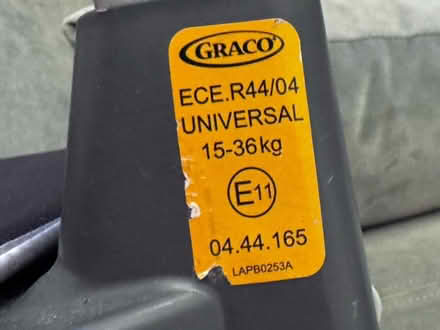 GRACO
ECE.R44/04
UNIVERSAL
15-36kg
E11
04.44.165
LAPB0253A